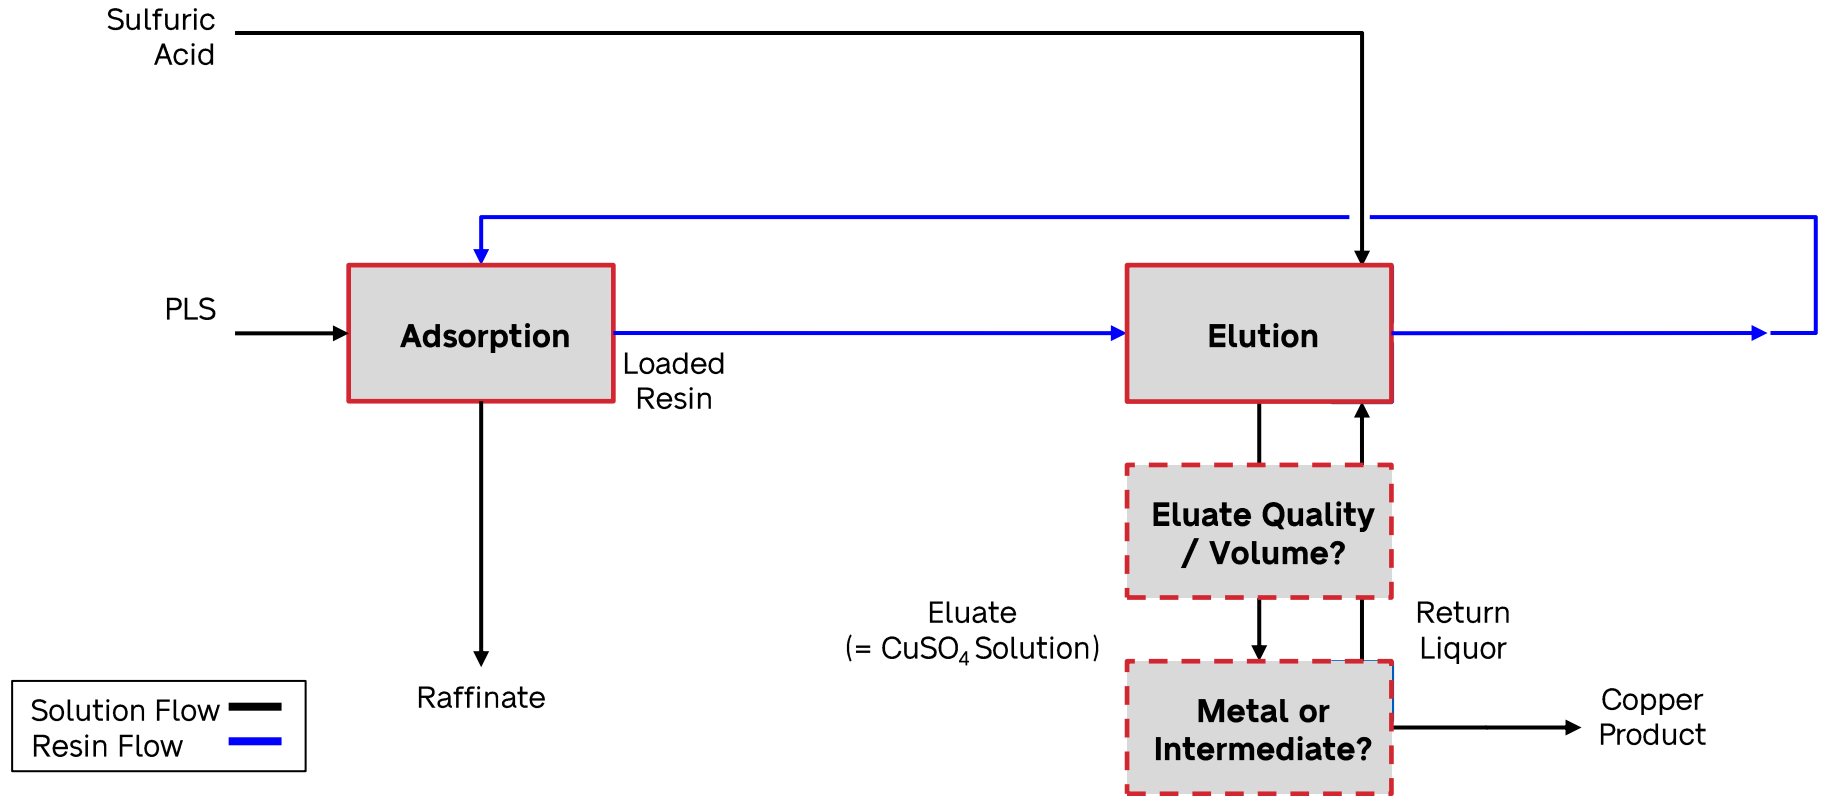 Sulfuric
Acid
PLS
Adsorption
Loaded
Resin
Elution
Eluate Quality
/ Volume?
Eluate
(= CuSO₄ Solution)
Return
Liquor
Raffinate
Metal or
Intermediate?
Copper
Product
Solution Flow
Resin Flow